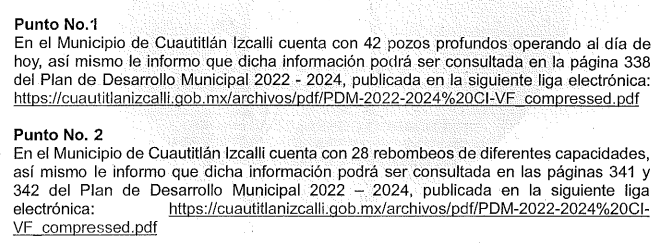 Punto No.1
En el Municipio de Cuautitlán Izcalli cuenta con 42 pozos profundos operando al día de
hoy, así mismo le informo que dicha información podrá ser consultada en la página 338
del Plan de Desarrollo Municipal 2022 - 2024, publicada en la siguiente liga electrónica:
https://cuautitlanizcalli.gob.mx/archivos/pdf/PDM-2022-2024%20CI-VF_compressed.pdf
Punto No. 2
En el Municipio de Cuautitlán Izcalli cuenta con 28 rebombeos de diferentes capacidades,
así mismo le informo que dicha información podrá ser consultada en las páginas 341 y
342 del Plan de Desarrollo Municipal 2022 – 2024, publicada en la siguiente liga
electrónica: https://cuautitlanizcalli.gob.mx/archivos/pdf/PDM-2022-2024%20CI-
VF_compressed.pdf